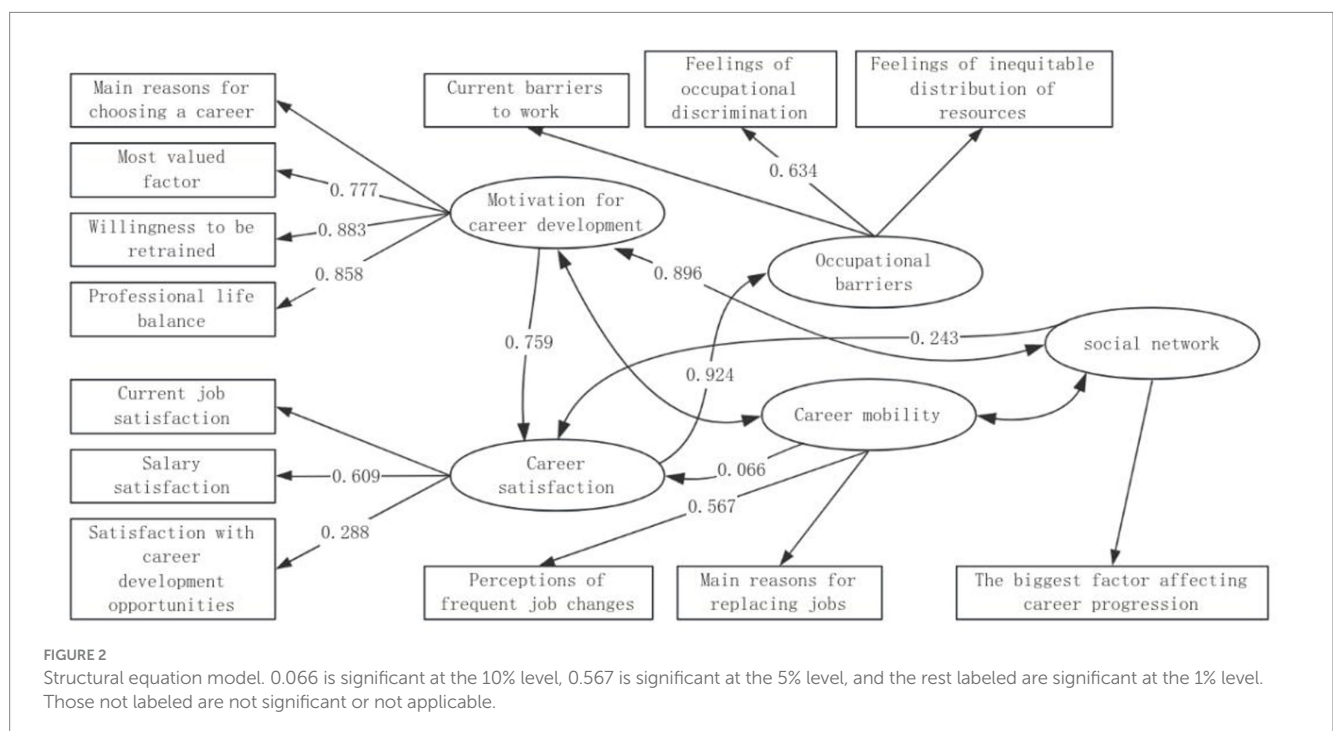 Main reasons for
choosing a career
Most valued
factor
Willingness to be
retrained
Professional life
balance
Current job
satisfaction
Salary
satisfaction
Satisfaction with
career
development
opportunities
Current barriers
to work
Feelings of
occupational
discrimination
Feelings of inequitable
distribution of
resources
0.634
0.777
0.883
0.858
Motivation for
career development
Occupational
barriers
0.896
0.759
0.243
social network
0.924
Career mobility
Career
satisfaction
0.066
0.567
0.609
0.288
Perceptions of
frequent job changes
Main reasons for
replacing jobs
The biggest factor affecting
career progression
FIGURE 2
Structural equation model. 0.066 is significant at the 10% level, 0.567 is significant at the 5% level, and the rest labeled are significant at the 1% level.
Those not labeled are not significant or not applicable.